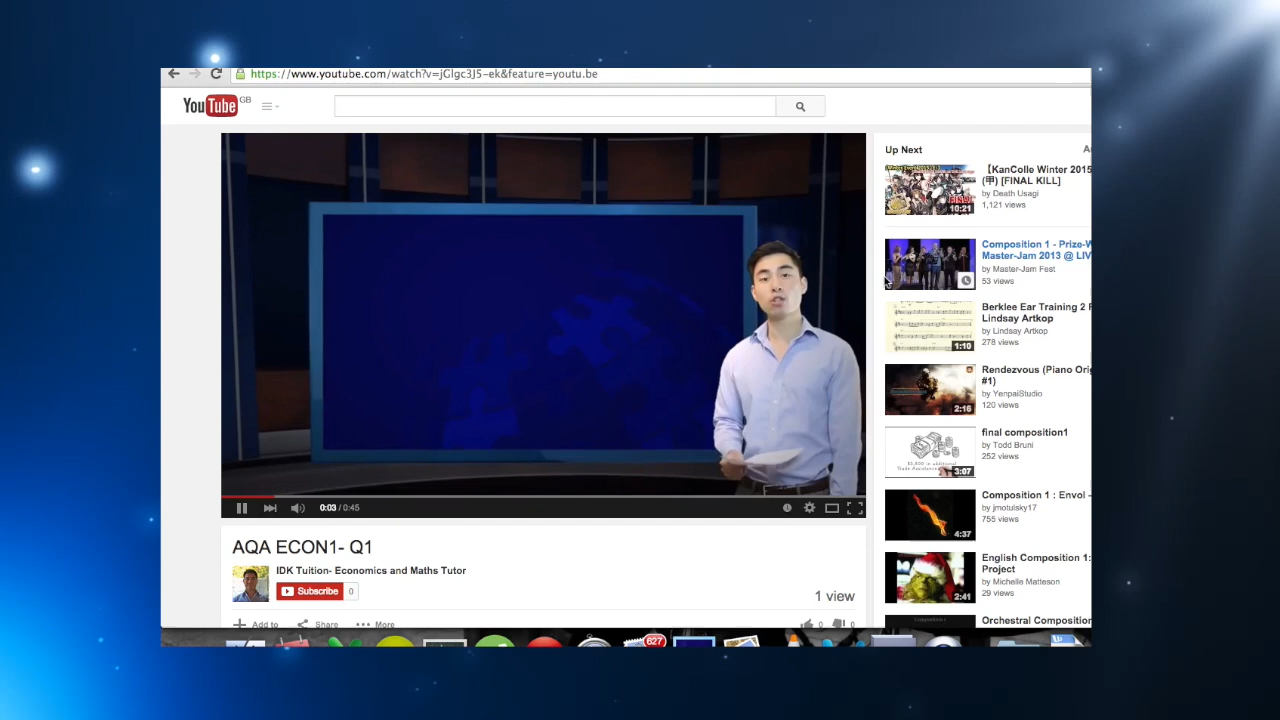 https://www.youtube.com/watch?v=jGlgc3J5-ek&feature=youtu.be
YouTube GB
0:03 / 0:45
AQA ECON1- Q1
IDK Tuition- Economics and Maths Tutor
Subscribe 0
1 view
Add to Share More 0 0
Up Next
【KanColle Winter 2015
(甲) [FINAL KILL]
by Death Usagi
1,121 views
10:21
Composition 1 - Prize-W
Master-Jam 2013 @ LIV
by Master-Jam Fest
53 views
Berklee Ear Training 2 F
Lindsay Artkop
by Lindsay Artkop
278 views
1:10
Rendezvous (Piano Orig
#1)
by YenpaiStudio
120 views
2:16
final composition1
by Todd Bruni
252 views
3:07
Composition 1 : Envol -
by jmotulsky17
755 views
4:37
English Composition 1:
Project
by Michelle Matteson
29 views
2:41
Orchestral Composition
627